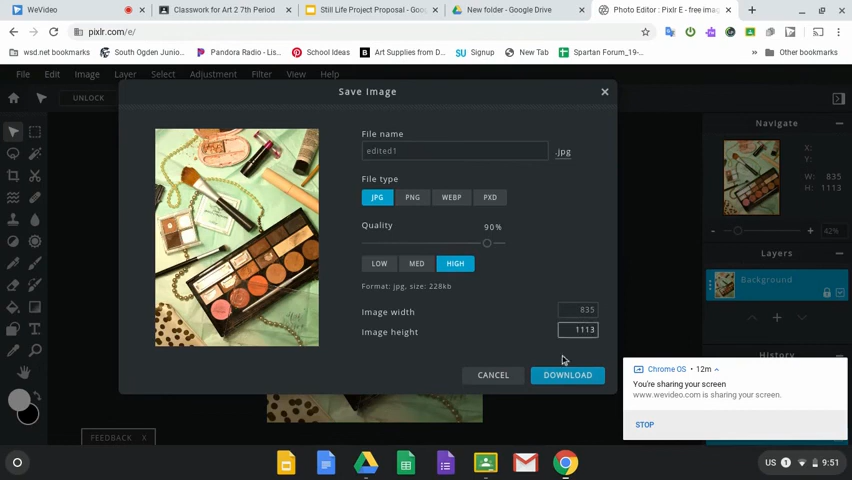 WeVideo
Classwork for Art 2 7th Period
Still Life Project Proposal - Goo
New folder - Google Drive
Photo Editor : Pixlr E - free imag
pixlr.com/e/
wsd.net bookmarks
South Ogden Junio...
Pandora Radio - Lis...
School Ideas
Art Supplies from D...
Signup
New Tab
Spartan Forum_19-...
Other bookmarks
File Edit Image Layer Select Adjustment Filter View Help
UNLOCK
Save Image
File name
edited1 .jpg
File type
JPG PNG WEBP PXD
Quality 90%
LOW MED HIGH
Format: jpg, size: 228kb
Image width 835
Image height 1113
CANCEL DOWNLOAD
Navigate
X:
Y:
W: 835
H: 1113
42%
Layers
Background
History
Chrome OS • 12m
You're sharing your screen
www.wevideo.com is sharing your screen.
STOP
FEEDBACK X
US 1 9:51